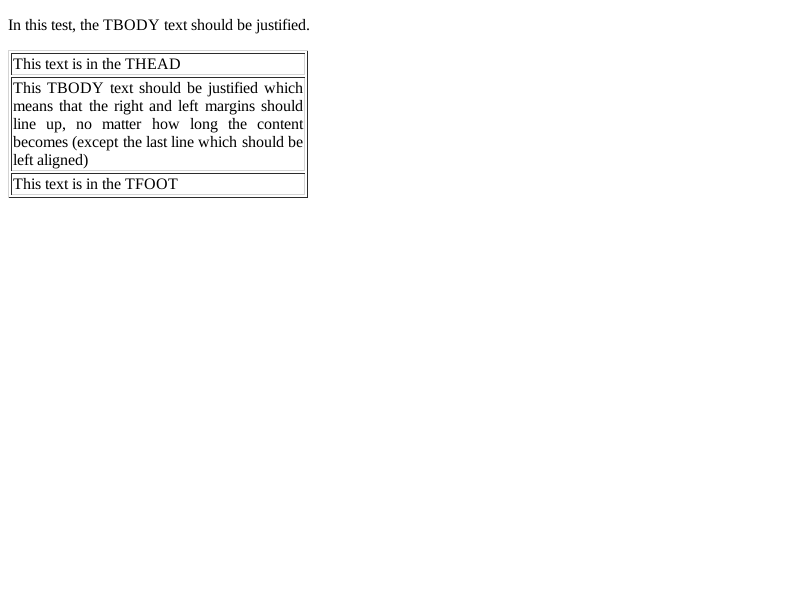 In this test, the TBODY text should be justified.
This text is in the THEAD
This TBODY text should be justified which
means that the right and left margins should
line up, no matter how long the content
becomes (except the last line which should be
left aligned)
This text is in the TFOOT